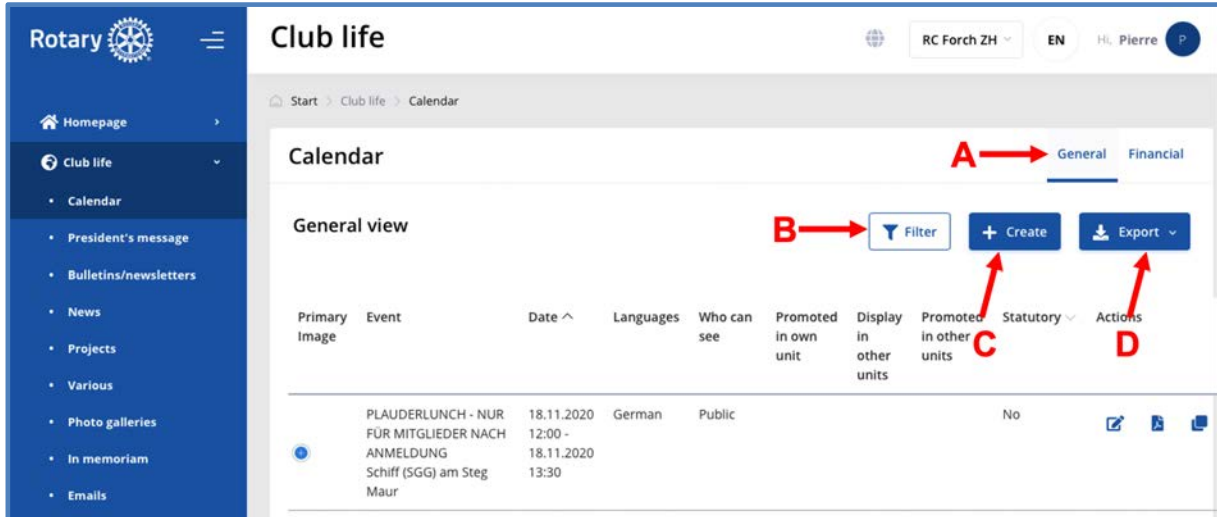 Rotary
Club life
RC Forch ZH
EN
Hi, Pierre
P
Start > Club life > Calendar
Homepage
Club life
Calendar
President's message
Bulletins/newsletters
News
Projects
Various
Photo galleries
In memoriam
Emails
Calendar
A
General
Financial
General view
B
Filter
+ Create
Export
Primary
Image
Event
Date
Languages
Who can
see
Promoted
in own
unit
Display
in
other
units
Promoted
in other
units
Statutory
Actions
C
D
PLAUDERLUNCH - NUR
FÜR MITGLIEDER NACH
ANMELDUNG
Schiff (SGG) am Steg
Maur
18.11.2020
12:00 -
18.11.2020
13:30
German
Public
No